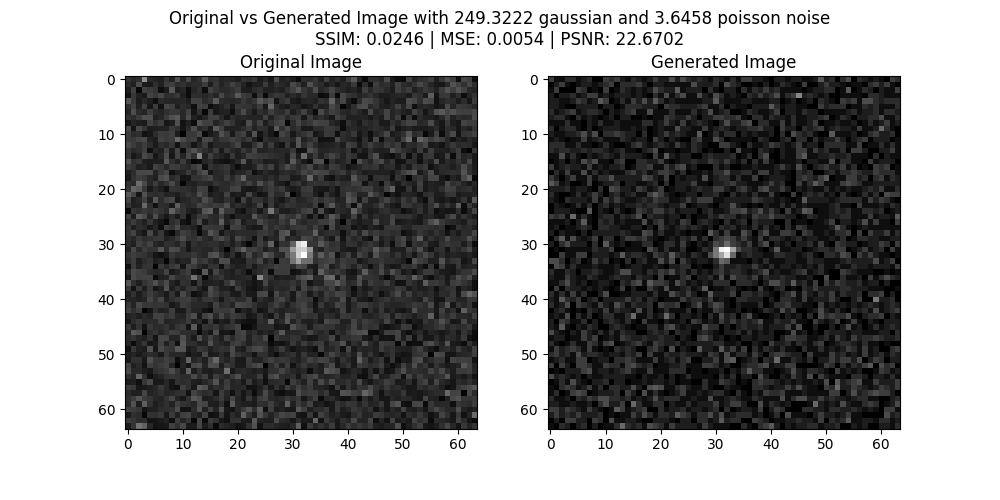 Original vs Generated Image with 249.3222 gaussian and 3.6458 poisson noise
SSIM: 0.0246 | MSE: 0.0054 | PSNR: 22.6702
Original Image
0
10
20
30
40
50
60
0 10 20 30 40 50 60
Generated Image
0
10
20
30
40
50
60
0 10 20 30 40 50 60